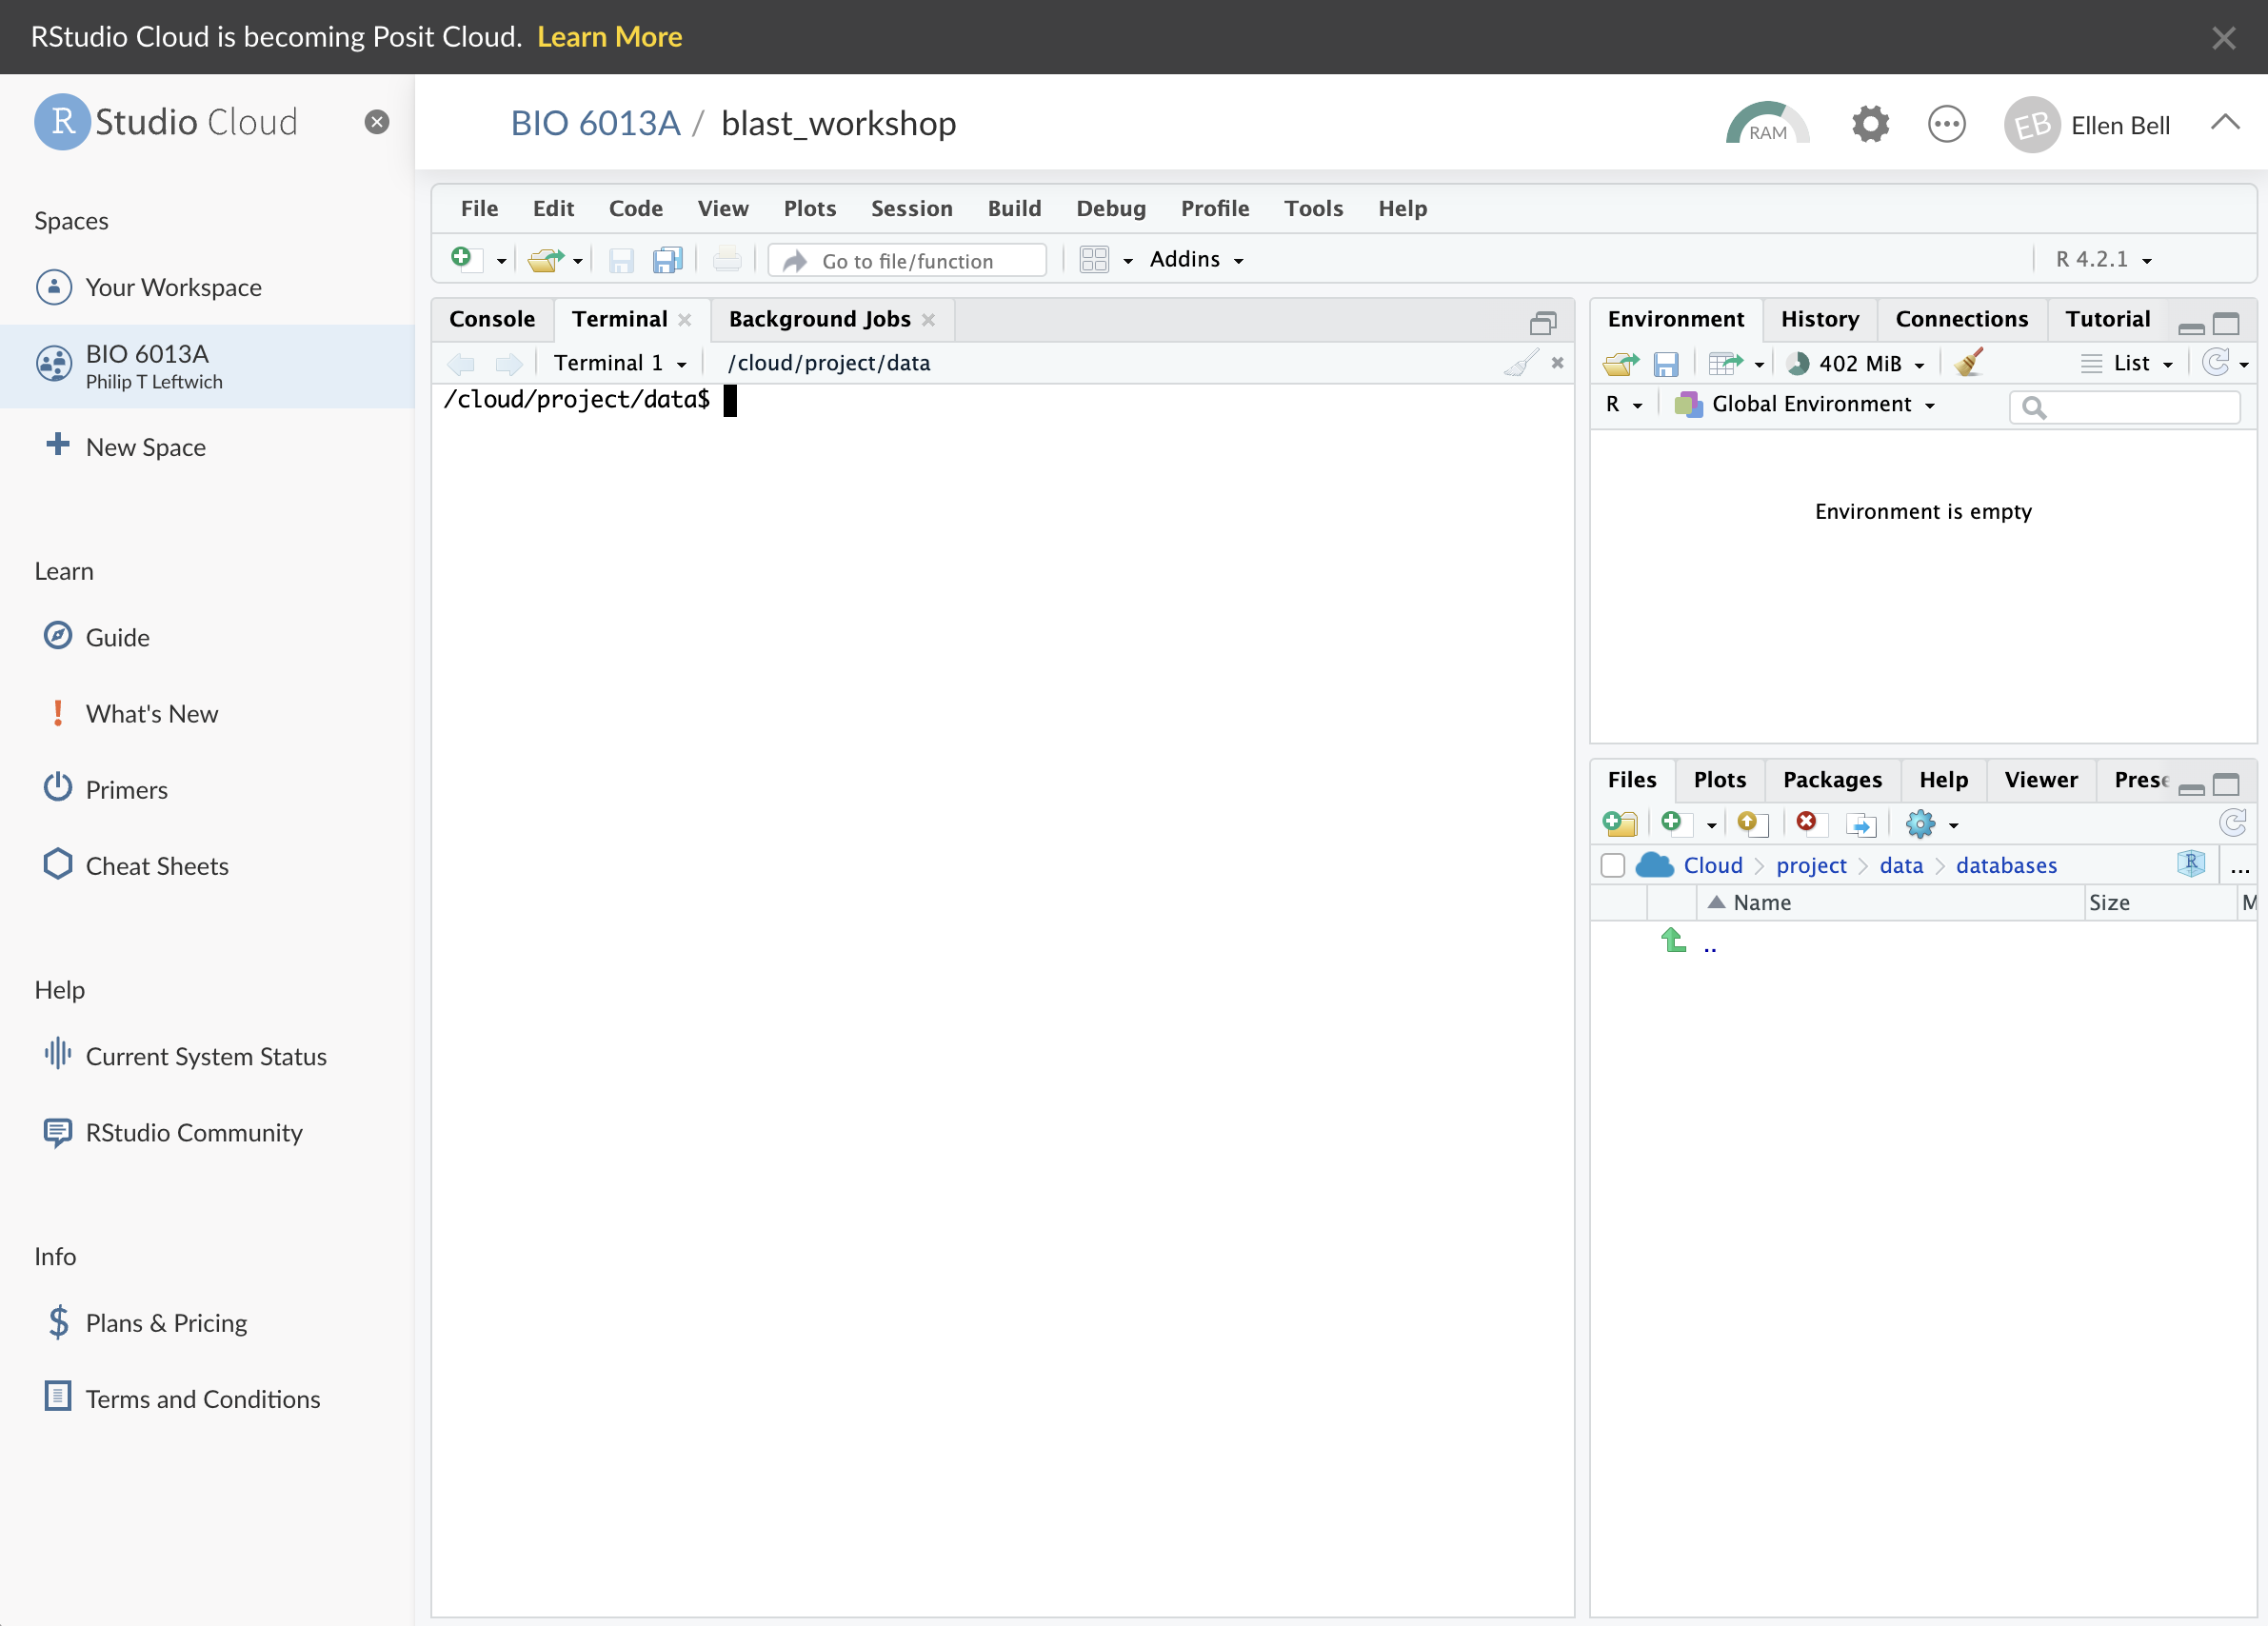 RStudio Cloud is becoming Posit Cloud. Learn More
R Studio Cloud
BIO 6013A / blast_workshop
RAM
EB Ellen Bell
Spaces
Your Workspace
BIO 6013A
Philip T Leftwich
New Space
Learn
Guide
What's New
Primers
Cheat Sheets
Help
Current System Status
RStudio Community
Info
Plans & Pricing
Terms and Conditions
File Edit Code View Plots Session Build Debug Profile Tools Help
Go to file/function Addins R 4.2.1
Console Terminal Background Jobs
Terminal 1 /cloud/project/data
/cloud/project/data$
Environment History Connections Tutorial
402 MiB List
R Global Environment
Environment is empty
Files Plots Packages Help Viewer Prese
Cloud project data databases R ...
Name Size M
..